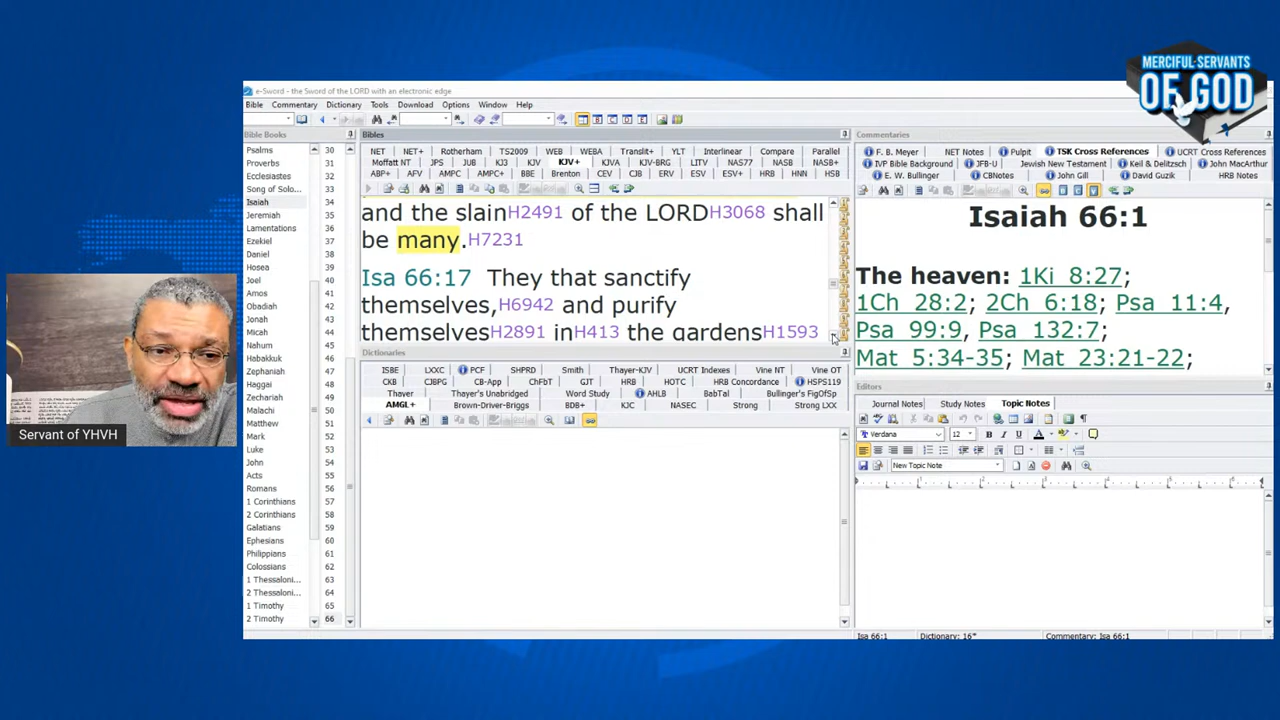 MERCIFUL-SERVANTS
OF GOD
e-Sword - the Sword of the LORD with an electronic edge
Bible Commentary Dictionary Tools Download Options Window Help
Bible Books
Psalms
Proverbs
Ecclesiastes
Song of Solo...
Isaiah
Jeremiah
Lamentations
Ezekiel
Daniel
Hosea
Joel
Amos
Obadiah
Jonah
Micah
Nahum
Habakkuk
Zephaniah
Haggai
Zechariah
Malachi
Matthew
Mark
Luke
John
Acts
Romans
1 Corinthians
2 Corinthians
Galatians
Ephesians
Philippians
Colossians
1 Thessaloni...
2 Thessaloni...
1 Timothy
2 Timothy
30
31
32
33
34
35
36
37
38
39
40
41
42
43
44
45
46
47
48
49
50
51
52
53
54
55
56
57
58
59
60
61
62
63
64
65
66
Bibles
NET NET+ Rotherham TS2009 WEB WEBA Translit+ YLT Interlinear Compare Parallel
Moffatt NT JPS JUB KJ3 KJV KJV+ KJVA KJV-BRG LITV NAS77 NASB NASB+
ABP+ AFV AMPC AMPC+ BBE Brenton CJB ERV ESV ESV+ HRB HNN HSB
and the slainH2491 of the LORDH3068 shall
be many.H7231
Isa 66:17 They that sanctify
themselves,H6942 and purify
themselvesH2891 inH413 the gardensH1593
Dictionaries
ISBE LXXC PCF SHPRD Smith Thayer-KJV UCRT Indexes Vine NT Vine OT
CKB CJBPG CB-App ChFbT GJT HRB HOTC HRB Concordance HSPS119
Thayer Thayer's Unabridged Word Study AHLB BabTal Bullinger's FigOfSp
AMGL+ Brown-Driver-Briggs BDB+ KJC NASEC Strong Strong LXX
Commentaries
F. B. Meyer NET Notes Pulpit TSK Cross References UCRT Cross References
IVP Bible Background JFB-U Jewish New Testament Keil & Delitzsch John MacArthur
E. W. Bullinger CBNotes John Gill David Guzik HRB Notes
Isaiah 66:1
The heaven: 1Ki 8:27;
1Ch 28:2; 2Ch 6:18; Psa 11:4,
Psa 99:9, Psa 132:7;
Mat 5:34-35; Mat 23:21-22;
Editors
Journal Notes Study Notes Topic Notes
Verdana 12 B I U A
New Topic Note
Isa 66:1 Dictionary: 16* Commentary: Isa 66:1
Servant of YHVH